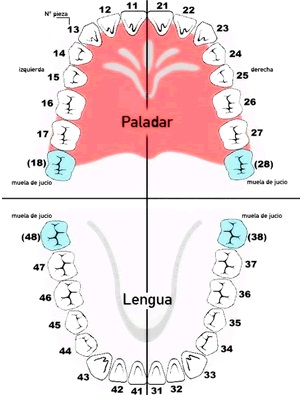 Nº pieza
12 11 21 22
13 23
14 24
izquierda derecha
15 25
16 26
17 27
Paladar
(18) (28)
muela de jucio muela de jucio
muela de jucio muela de jucio
(48) (38)
47 37
46 36
Lengua
45 35
44 34
43 33
42 41 31 32